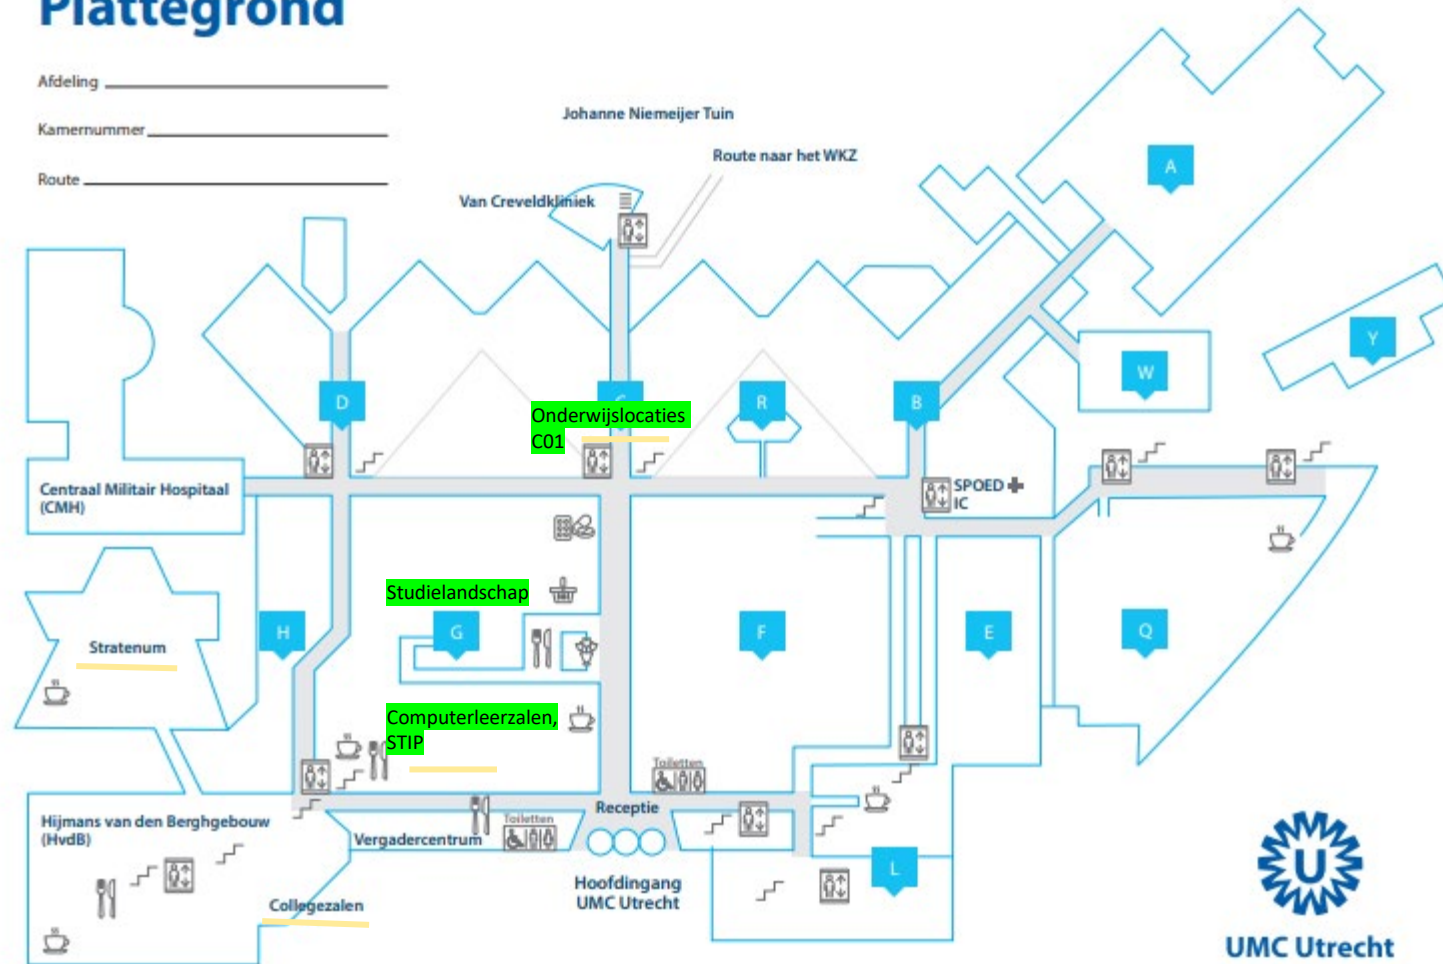 Plattegrond
Afdeling
Kamernummer
Route
Johanne Niemeijer Tuin
Route naar het WKZ
Van Creveldkliniek
A
Y
W
D
C
R
B
Onderwijslocaties
C01
Centraal Militair Hospitaal
(CMH)
SPOED
IC
Studielandschap
Stratenum
H
G
F
E
Q
Computerleerzalen,
STIP
Toiletten
Receptie
Hijmans van den Berghgebouw
(HvdB)
Vergadercentrum
Toiletten
L
Hoofdingang
UMC Utrecht
Collegezalen
U
UMC Utrecht